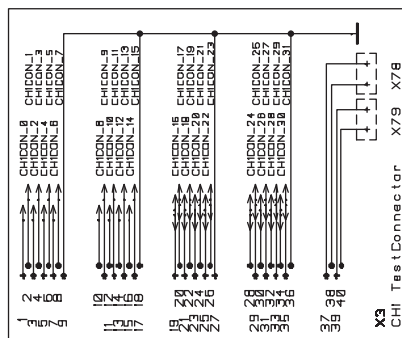 CHICON_0
CHICON_1
CHICON_2
CHICON_3
CHICON_4
CHICON_5
CHICON_6
CHICON_7
CHICON_8
CHICON_9
CHICON_10
CHICON_11
CHICON_12
CHICON_13
CHICON_14
CHICON_15
CHICON_16
CHICON_17
CHICON_18
CHICON_19
CHICON_20
CHICON_21
CHICON_22
CHICON_23
CHICON_24
CHICON_25
CHICON_26
CHICON_27
CHICON_28
CHICON_29
CHICON_30
CHICON_31
1
2
3
4
5
6
7
8
9
10
11
12
13
14
15
16
17
18
19
20
21
22
23
24
25
26
27
28
29
30
31
32
33
34
35
36
37
38
39
40
X78
X79
X3
CHI TestConnector